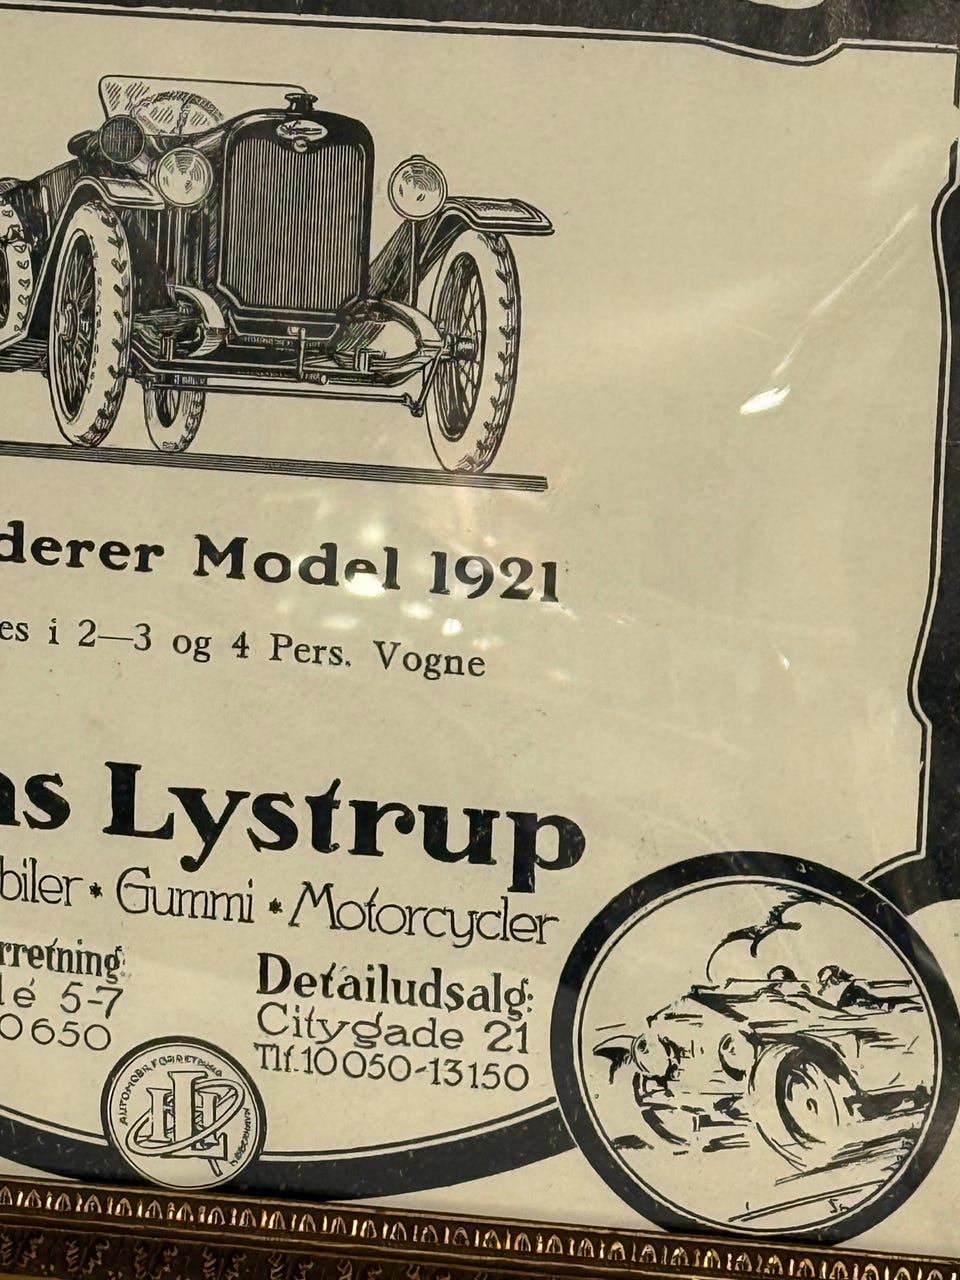 derer Model 1921
es i 2—3 og 4 Pers. Vogne
ns Lystrup
biler * Gummi * Motorcycler
rretning:
lé 5-7
0650
Detailudsalg:
Citygade 21
Tlf. 10050-13150